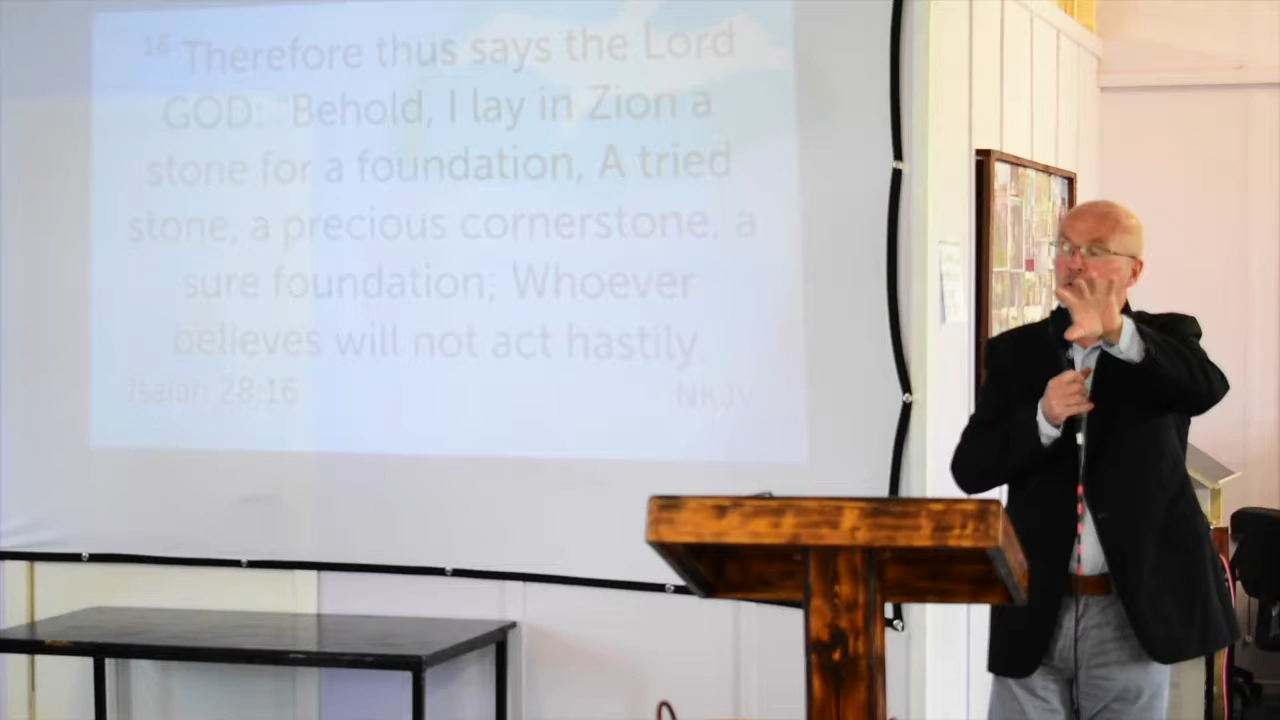 16 Therefore thus says the Lord
GOD: "Behold, I lay in Zion a
stone for a foundation, A tried
stone, a precious cornerstone, a
sure foundation; Whoever
believes will not act hastily.
Isaiah 28:16 NKJV